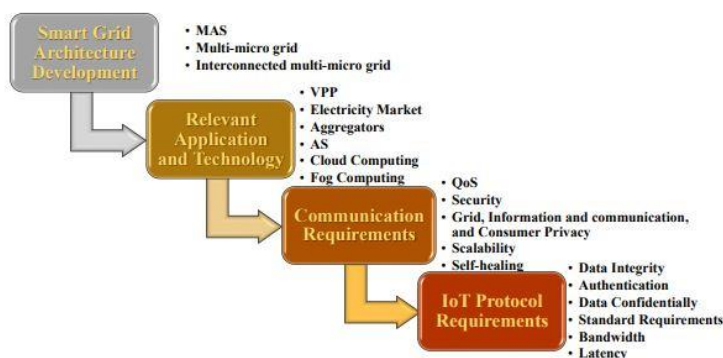 Smart Grid
Architecture
Development
• MAS
• Multi-micro grid
• Interconnected multi-micro grid
Relevant
Application
and Technology
• VPP
• Electricity Market
• Aggregators
• AS
• Cloud Computing
• Fog Computing
Communication
Requirements
• QoS
• Security
• Grid, Information and communication,
and Consumer Privacy
• Scalability
• Self-healing
IoT Protocol
Requirements
• Data Integrity
• Authentication
• Data Confidentially
• Standard Requirements
• Bandwidth
• Latency